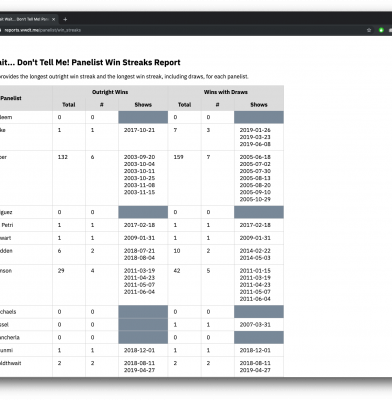 t Wait... Don't Tell Me! Pane
reports.wwdt.me/panelist/win_streaks
ait... Don't Tell Me! Panelist Win Streaks Report
provides the longest outright win streak and the longest win streak, including draws, for each panelist.
Outright Wins Wins with Draws
Panelist Total # Shows Total # Shows
deem 0 0 0 0
ke 1 1 2017-10-21 7 3 2019-01-26
2019-03-23
2019-06-08
ber 132 6 2003-09-20 159 7 2005-06-18
2003-10-04 2005-07-02
2003-10-11 2005-07-30
2003-10-25 2005-08-13
2003-11-08 2005-08-20
2003-11-15 2005-09-10
2005-10-29
iguez 0 0 0 0
Petri 1 1 2017-02-18 1 1 2017-02-18
wart 1 1 2009-01-31 1 1 2009-01-31
dden 6 2 2018-07-21 10 2 2014-02-22
2018-08-04 2014-05-03
nson 29 4 2011-03-19 42 5 2011-01-15
2011-04-23 2011-03-19
2011-05-07 2011-04-23
2011-06-04 2011-05-07
2011-06-04
chaels 0 0 0 0
ssel 0 0 1 1 2007-03-31
ancherla 0 0 0 0
unmi 1 1 2018-12-01 1 1 2018-12-01
oldthwait 2 2 2018-08-11 2 2 2018-08-11
2019-04-27 2019-04-27